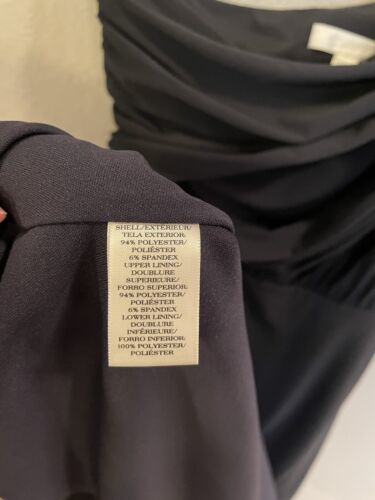 SHELL/EXTÉRIEUR/
TELA EXTERIOR:
94% POLYESTER/
POLIÉSTER
6% SPANDEX
UPPER LINING/
DOUBLURE
SUPERIEURE/
FORRO SUPERIOR:
94% POLYESTER/
POLIÉSTER
6% SPANDEX
LOWER LINING/
DOUBLURE
INFÉRIEURE/
FORRO INFERIOR:
100% POLYESTER/
POLIÉSTER